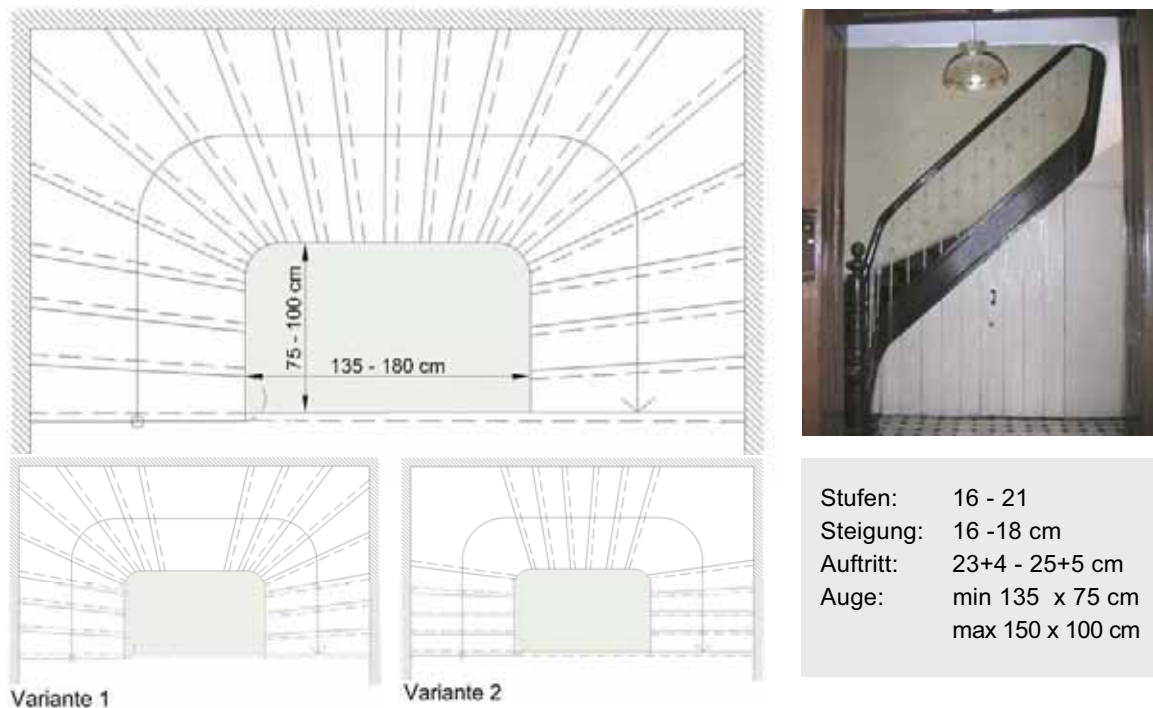 75 - 100 cm
135 - 180 cm
Variante 1
Variante 2
Stufen: 16 - 21
Steigung: 16 -18 cm
Auftritt: 23+4 - 25+5 cm
Auge: min 135 x 75 cm
max 150 x 100 cm